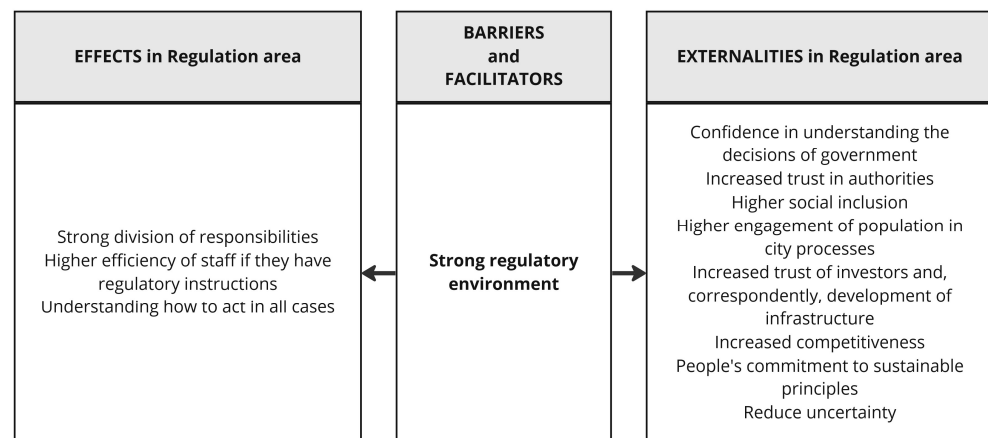 EFFECTS in Regulation area
Strong division of responsibilities
Higher efficiency of staff if they have
regulatory instructions
Understanding how to act in all cases
BARRIERS
and
FACILITATORS
Strong regulatory
environment
EXTERNALITIES in Regulation area
Confidence in understanding the
decisions of government
Increased trust in authorities
Higher social inclusion
Higher engagement of population in
city processes
Increased trust of investors and,
correspondently, development of
infrastructure
Increased competitiveness
People's commitment to sustainable
principles
Reduce uncertainty